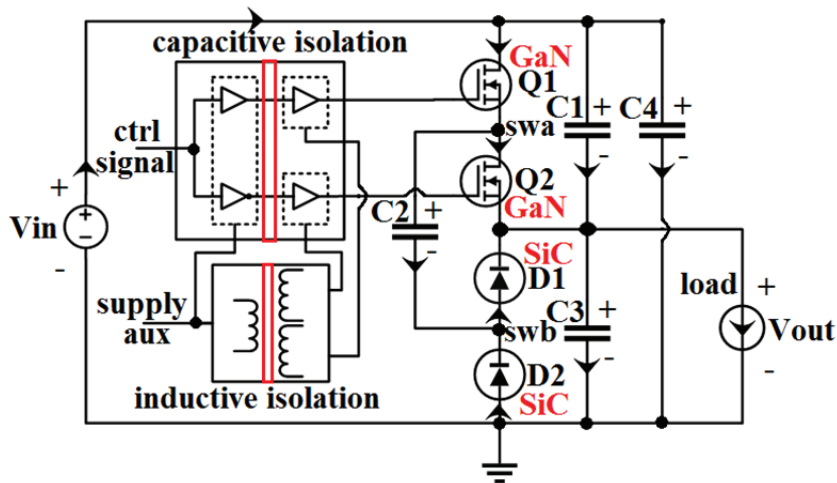 capacitive isolation
GaN
Q1
C1
+
-
C4
+
-
ctrl
signal
swa
+
Vin
+
-
-
C2
+
-
Q2
GaN
SiC
D1
load
+
Vout
-
supply
aux
swb
C3
+
-
D2
SiC
inductive isolation